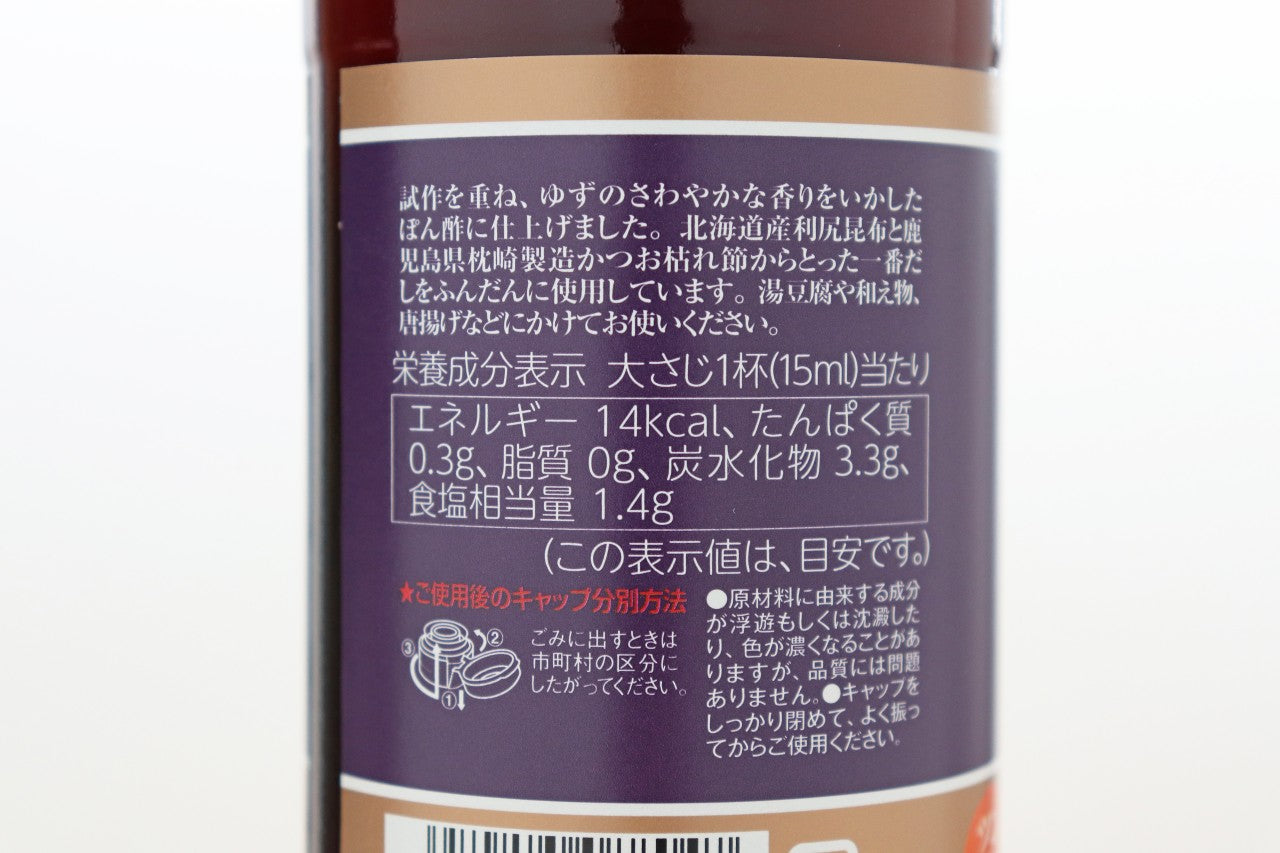 試作を重ね、ゆずのさわやかな香りをいかした
ぽん酢に仕上げました。北海道産利尻昆布と鹿
児島県枕崎製造かつお枯れ節からとった一番だ
しをふんだんに使用しています。湯豆腐や和え物、
唐揚げなどにかけてお使いください。
栄養成分表示 大さじ1杯(15ml)当たり
エネルギー 14kcal、たんぱく質
0.3g、脂質 0g、炭水化物 3.3g、
食塩相当量 1.4g
(この表示値は、目安です。)
★ご使用後のキャップ分別方法
③
②
①
ごみに出すときは
市町村の区分に
したがってください。
●原材料に由来する成分
が浮遊もしくは沈澱した
り、色が濃くなることがあ
りますが、品質には問題
ありません。●キャップを
しっかり閉めて、よく振っ
てからご使用ください。